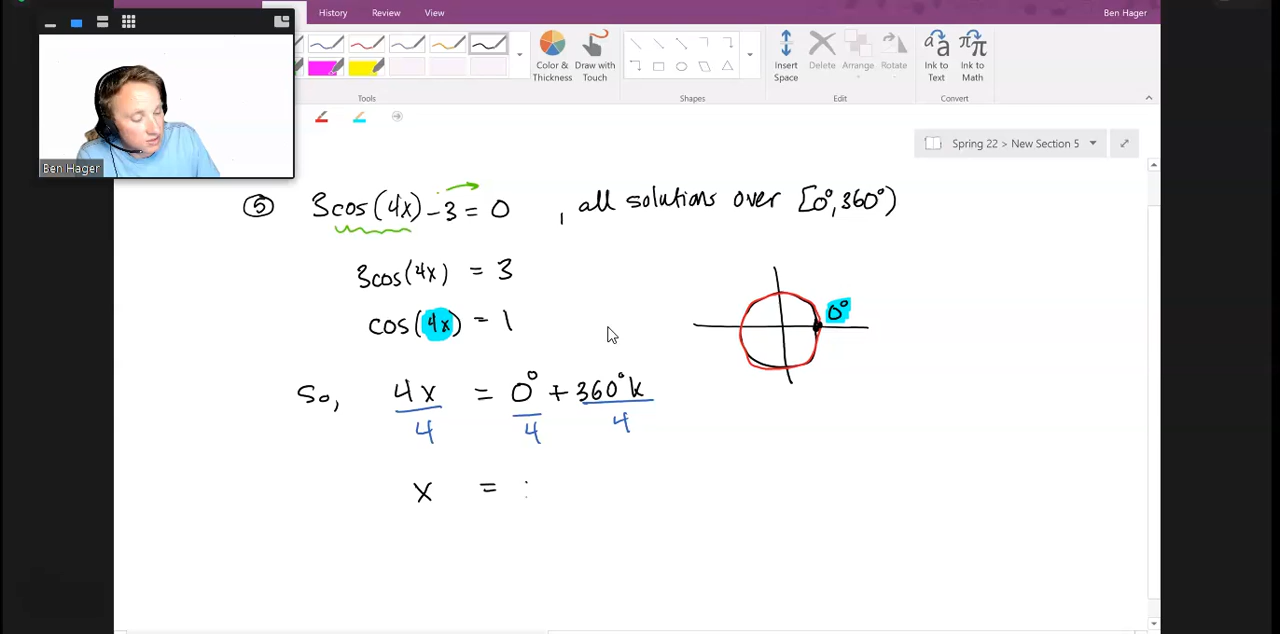 History Review View Ben Hager
Color & Thickness
Draw with Touch
Insert Space
Delete
Arrange
Rotate
Ink to Text
Ink to Math
Tools
Shapes
Edit
Convert
Spring 22 > New Section 5
Ben Hager
⑤ 3cos(4x) - 3 = 0 , all solutions over [0°, 360°)
3cos(4x) = 3
cos(4x) = 1
0°
So, 4x/4 = 0°/4 + 360°k/4
x =